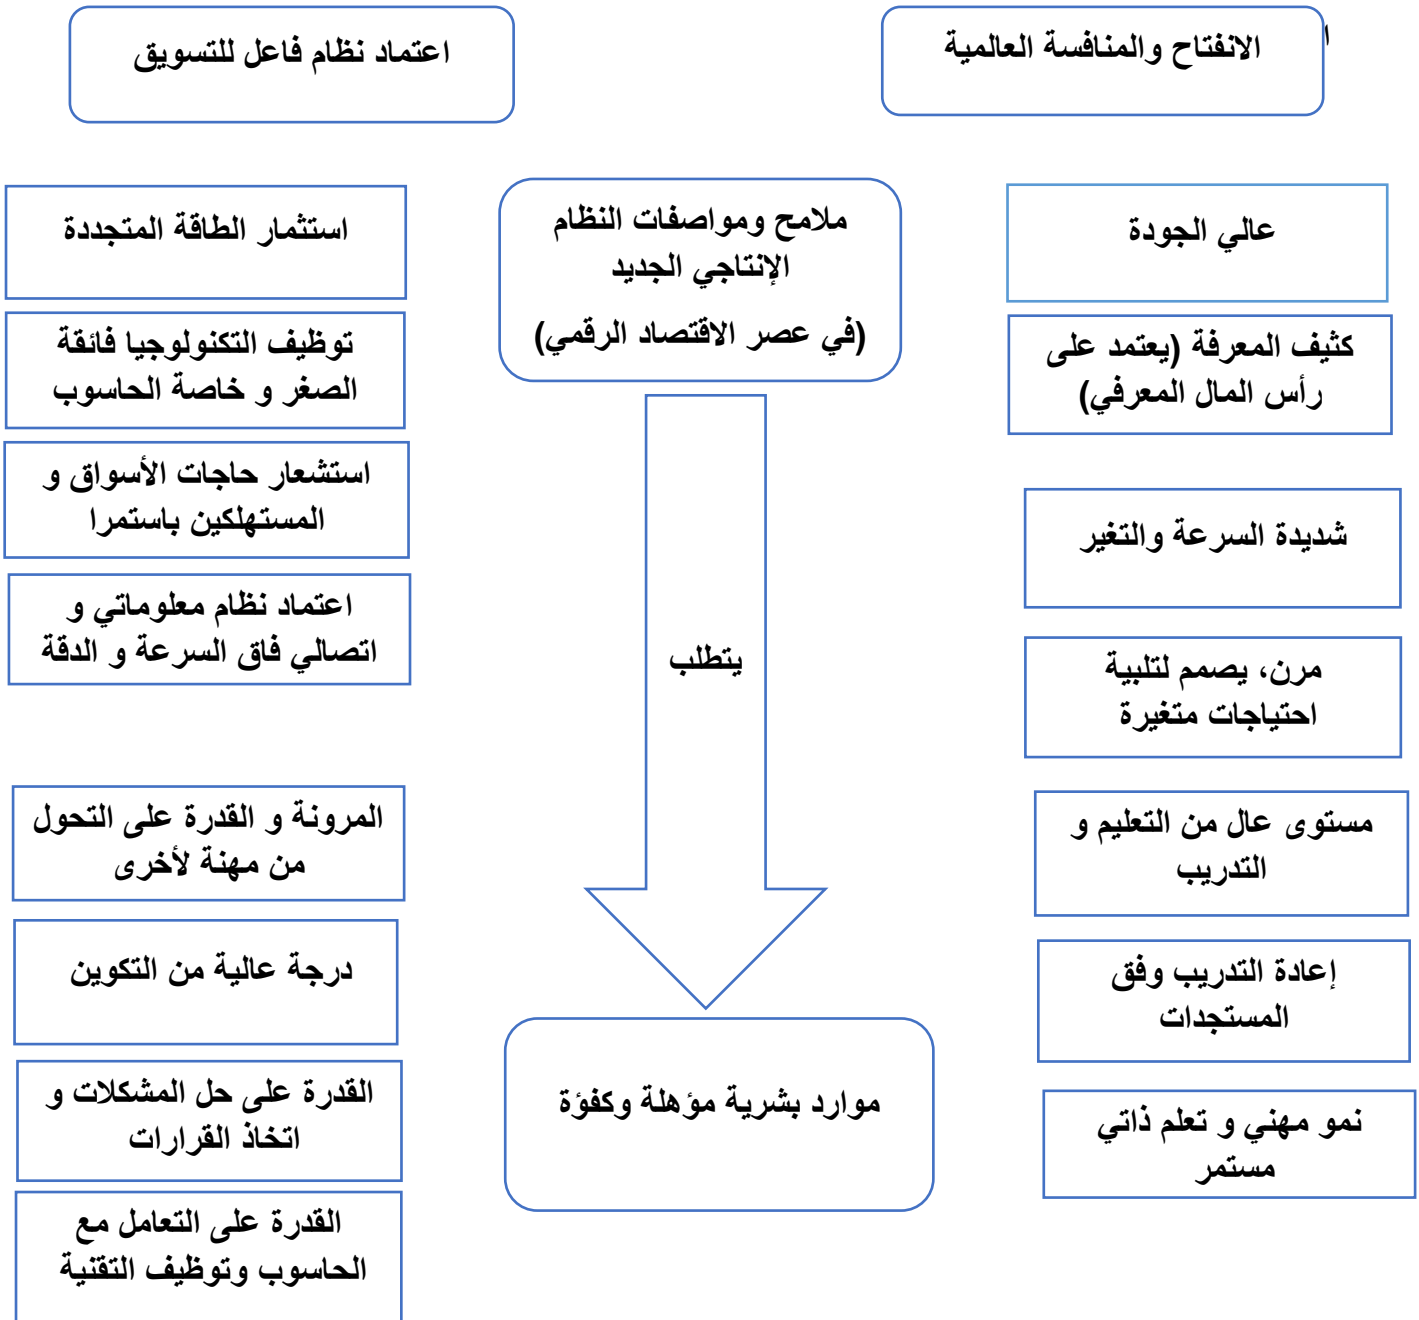 ا
الانفتاح والمنافسة العالمية
اعتماد نظام فاعل للتسويق
ملامح ومواصفات النظام
الإنتاجي الجديد
(في عصر الاقتصاد الرقمي)
عالي الجودة
كثيف المعرفة (يعتمد على
رأس المال المعرفي)
شديدة السرعة والتغير
مرن، يصمم لتلبية
احتياجات متغيرة
استثمار الطاقة المتجددة
توظيف التكنولوجيا فائقة
الصغر و خاصة الحاسوب
استشعار حاجات الأسواق و
المستهلكين باستمرا
اعتماد نظام معلوماتي و
اتصالي فاق السرعة و الدقة
يتطلب
موارد بشرية مؤهلة وكفؤة
مستوى عال من التعليم و
التدريب
إعادة التدريب وفق
المستجدات
نمو مهني و تعلم ذاتي
مستمر
المرونة و القدرة على التحول
من مهنة لأخرى
درجة عالية من التكوين
القدرة على حل المشكلات و
اتخاذ القرارات
القدرة على التعامل مع
الحاسوب وتوظيف التقنية